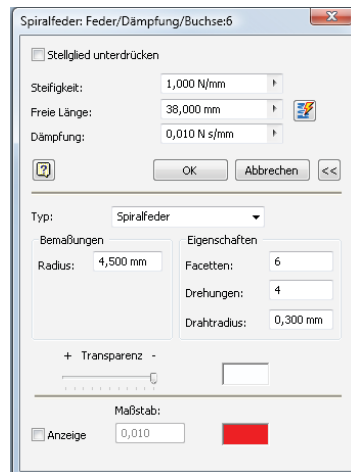 Spiralfeder: Feder/Dämpfung/Buchse:6
Stellglied unterdrücken
Steifigkeit: 1,000 N/mm
Freie Länge: 38,000 mm
Dämpfung: 0,010 N s/mm
OK Abbrechen <<
Typ: Spiralfeder
Bemaßungen Eigenschaften
Radius: 4,500 mm Facetten: 6
Drehungen: 4
Drahtradius: 0,300 mm
+ Transparenz -
Maßstab:
Anzeige 0,010